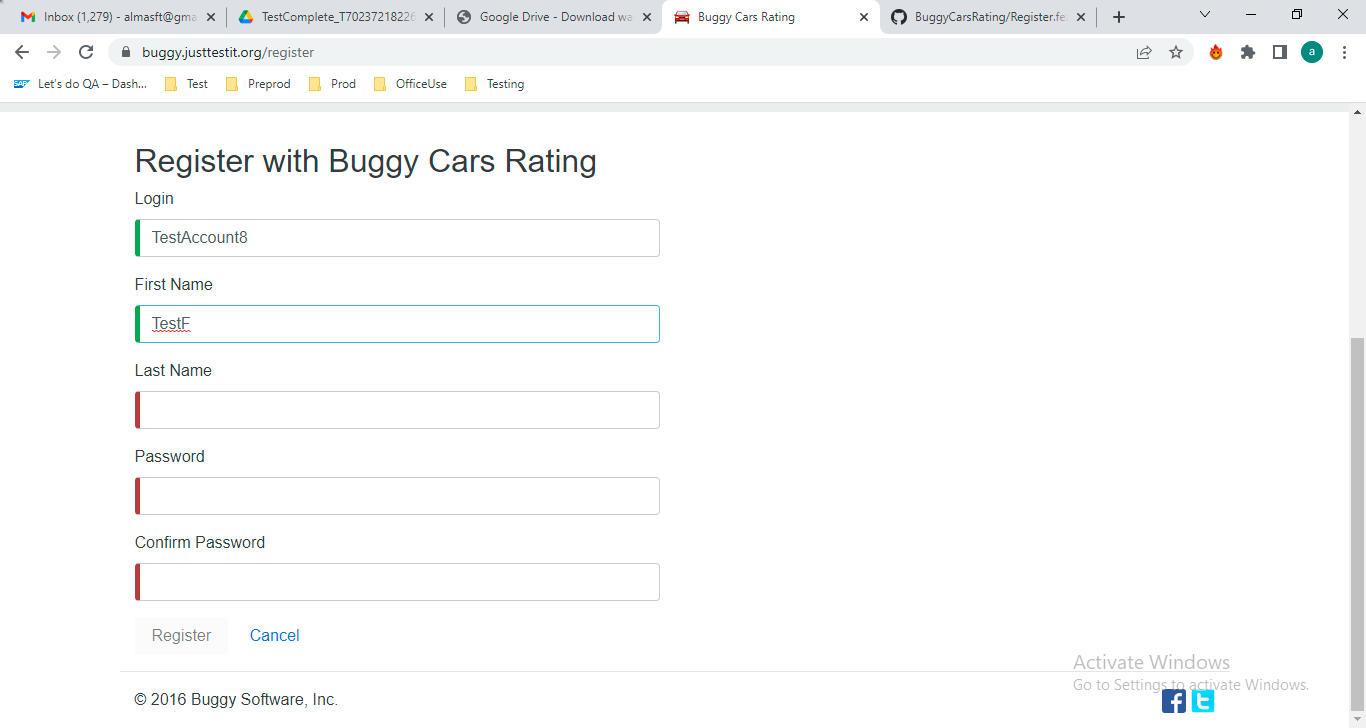 Inbox (1,279) - almasft@gma
TestComplete_T70237218226
Google Drive - Download wa
Buggy Cars Rating
BuggyCarsRating/Register.fe
buggy.justtestit.org/register
a
Let's do QA – Dash...
Test
Preprod
Prod
OfficeUse
Testing
Register with Buggy Cars Rating
Login
TestAccount8
First Name
TestF
Last Name
Password
Confirm Password
Register
Cancel
Activate Windows
Go to Settings to activate Windows.
© 2016 Buggy Software, Inc.